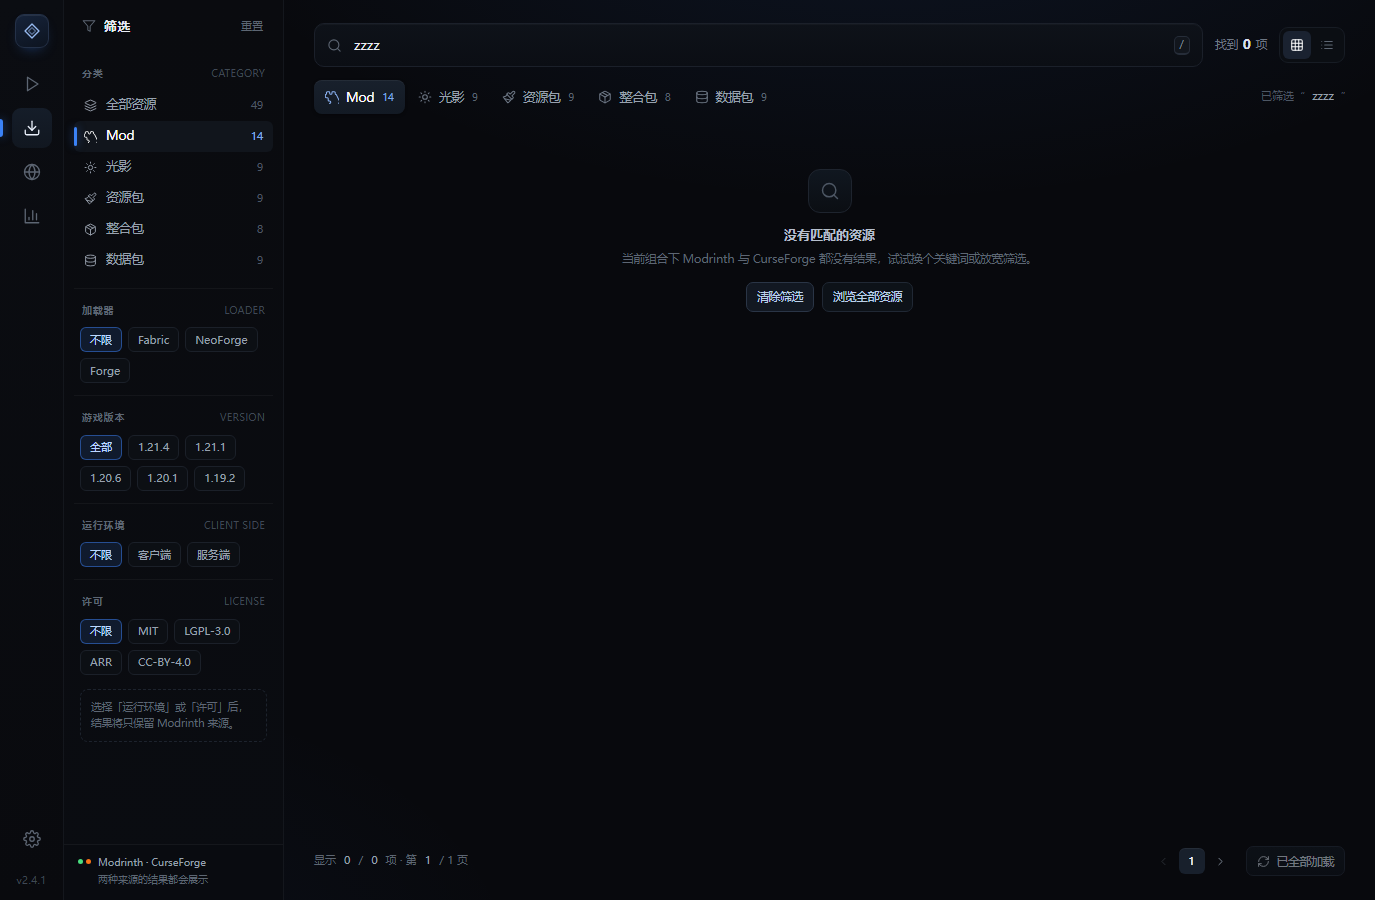 筛选 重置
分类 CATEGORY
全部资源 49
Mod 14
光影 9
资源包 9
整合包 8
数据包 9
加载器 LOADER
不限 Fabric NeoForge
Forge
游戏版本 VERSION
全部 1.21.4 1.21.1
1.20.6 1.20.1 1.19.2
运行环境 CLIENT SIDE
不限 客户端 服务端
许可 LICENSE
不限 MIT LGPL-3.0
ARR CC-BY-4.0
选择「运行环境」或「许可」后，
结果将只保留 Modrinth 来源。
Modrinth · CurseForge
两种来源的结果都会展示
v2.4.1
zzzz / 找到 0 项
Mod 14 光影 9 资源包 9 整合包 8 数据包 9 已筛选 " zzzz "
没有匹配的资源
当前组合下 Modrinth 与 CurseForge 都没有结果，试试换个关键词或放宽筛选。
清除筛选 浏览全部资源
显示 0 / 0 项 · 第 1 / 1 页 1 已全部加载